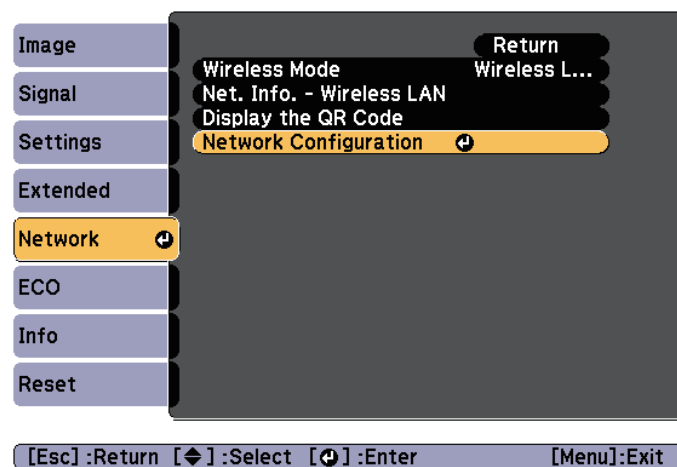 Image
Signal
Settings
Extended
Network
ECO
Info
Reset
Return
Wireless Mode Wireless L...
Net. Info. - Wireless LAN
Display the QR Code
Network Configuration
[Esc] :Return [◆] :Select [↵] :Enter [Menu]:Exit